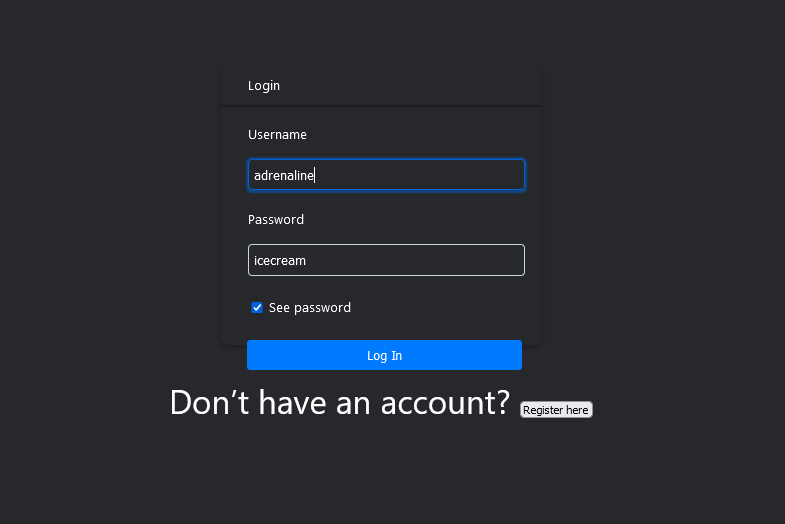 Login
Username
adrenaline
Password
icecream
See password
Log In
Don't have an account? Register here